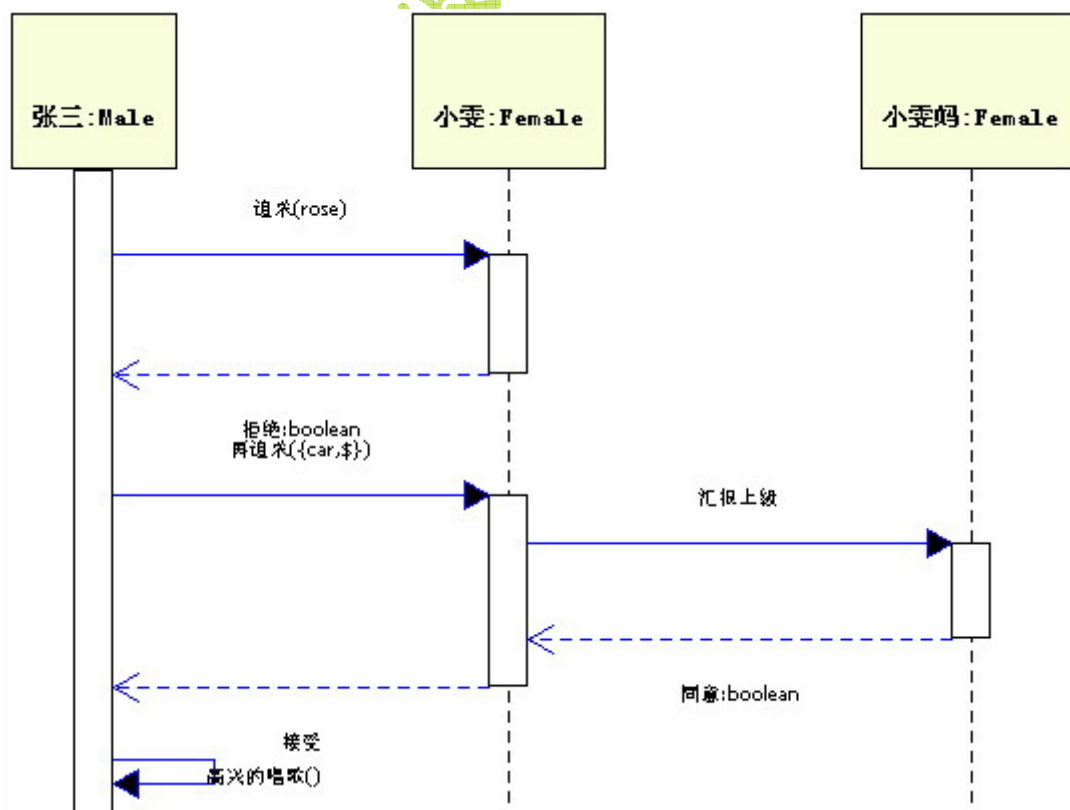 张三:Male
小雯:Female
小雯妈:Female
追求(rose)
拒绝:boolean
再追求({car,$})
汇报上级
同意:boolean
接受
高兴的唱歌()